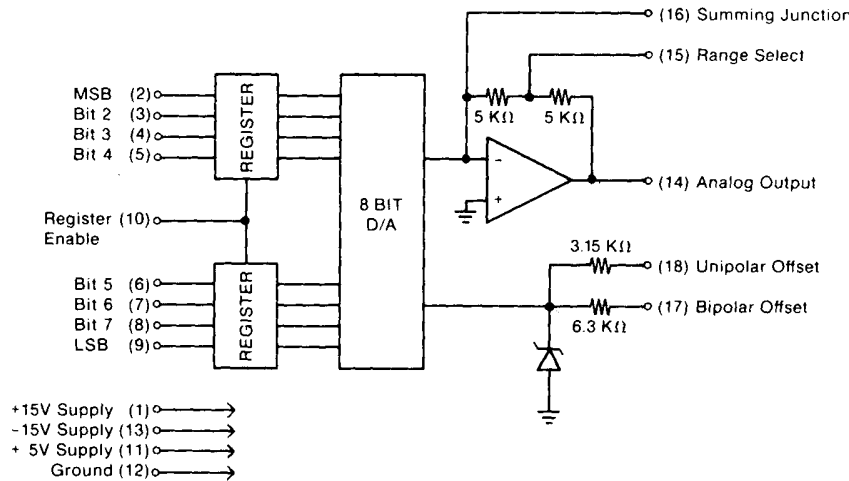 (16) Summing Junction
(15) Range Select
5 KΩ 5 KΩ
MSB (2)
Bit 2 (3)
Bit 3 (4)
Bit 4 (5)
REGISTER
8 BIT
D/A
-
+
(14) Analog Output
Register (10)
Enable
3.15 KΩ
(18) Unipolar Offset
(17) Bipolar Offset
6.3 KΩ
Bit 5 (6)
Bit 6 (7)
Bit 7 (8)
LSB (9)
REGISTER
+15V Supply (1)
-15V Supply (13)
+ 5V Supply (11)
Ground (12)